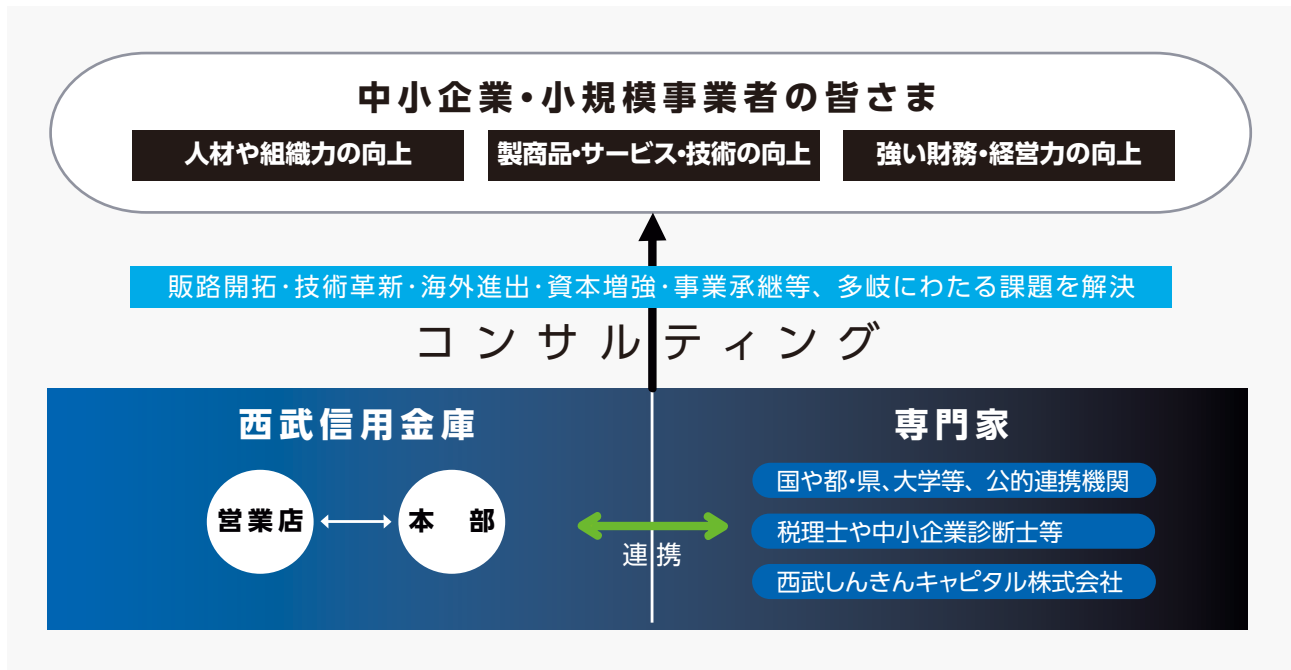 中小企業・小規模事業者の皆さま
人材や組織力の向上
製商品・サービス・技術の向上
強い財務・経営力の向上
販路開拓・技術革新・海外進出・資本増強・事業承継等、多岐にわたる課題を解決
コンサルティング
西武信用金庫
営業店
本　部
連携
専門家
国や都・県、大学等、公的連携機関
税理士や中小企業診断士等
西武しんきんキャピタル株式会社